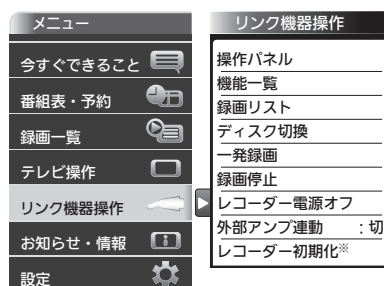 メニュー
今すぐできること
番組表・予約
録画一覧
テレビ操作
リンク機器操作
お知らせ・情報
設定
リンク機器操作
操作パネル
機能一覧
録画リスト
ディスク切換
一発録画
録画停止
レコーダー電源オフ
外部アンプ連動 :切
レコーダー初期化※